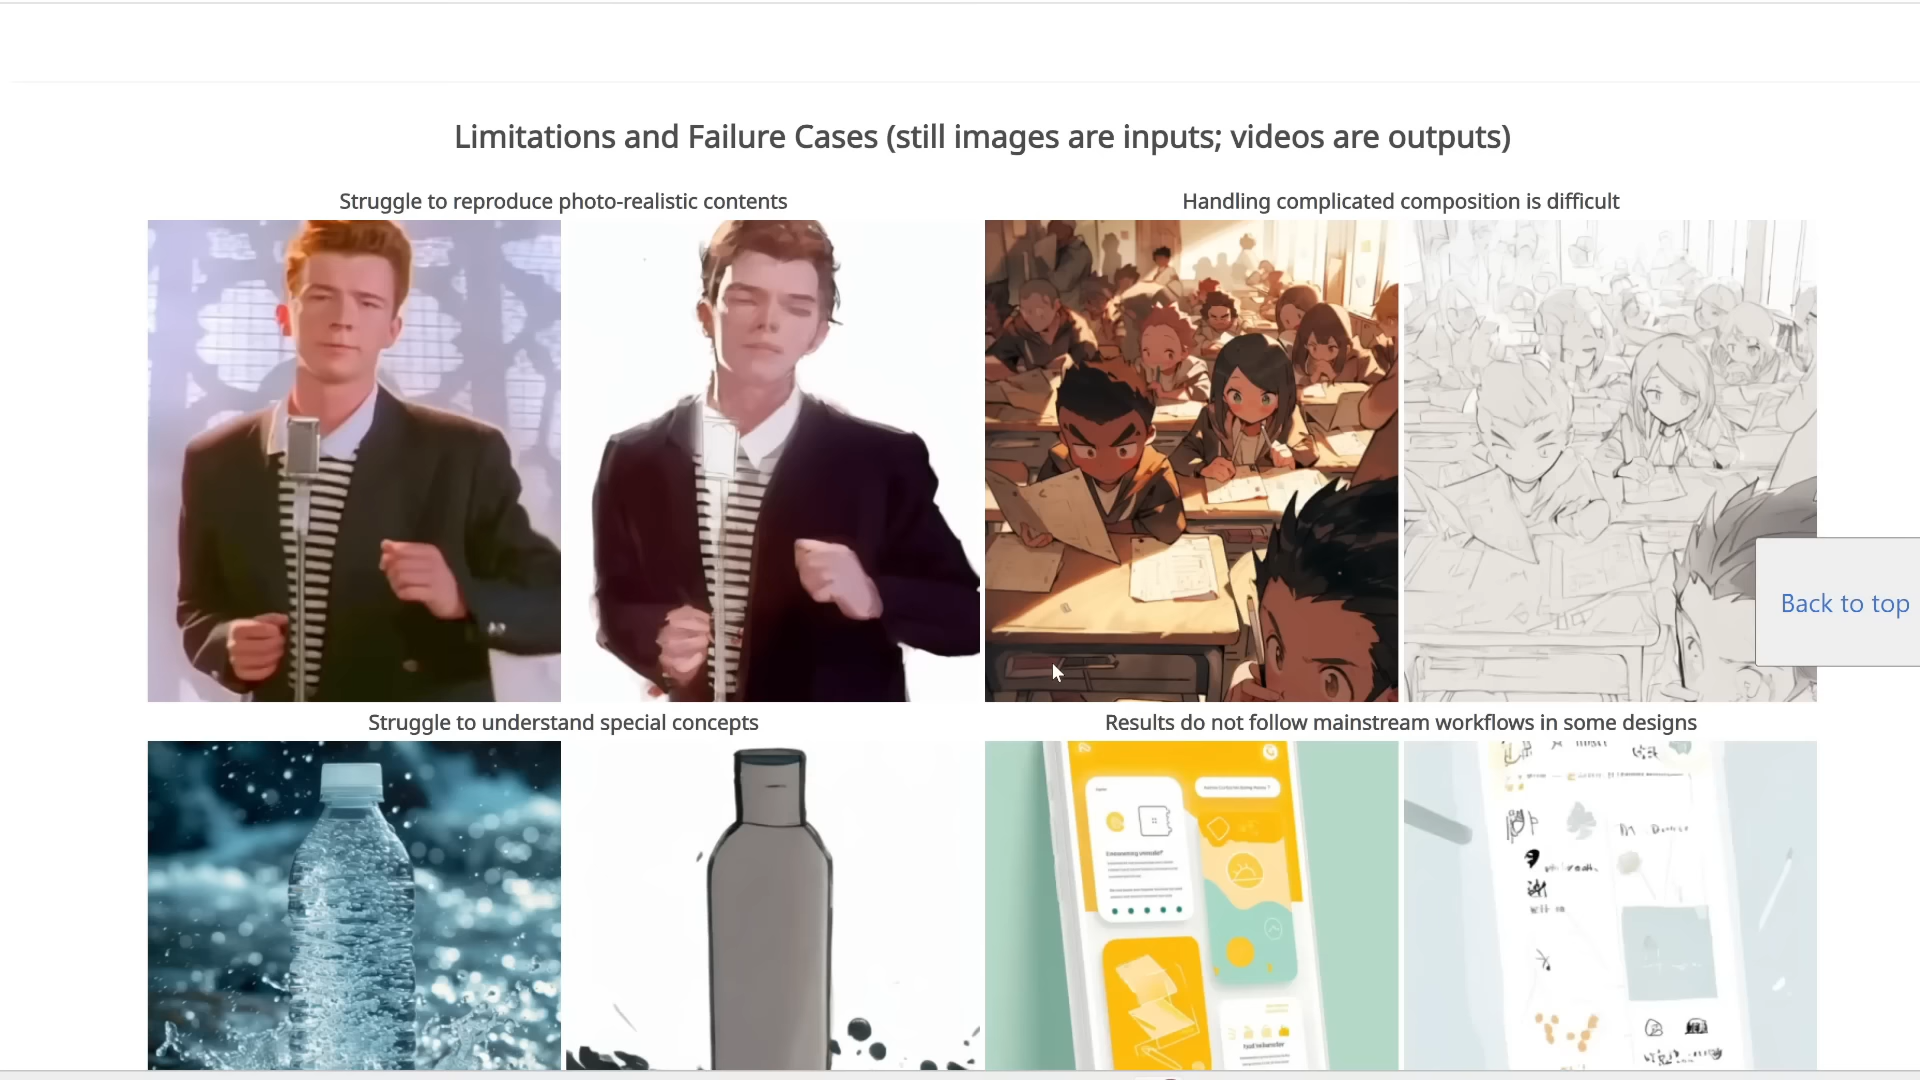 Limitations and Failure Cases (still images are inputs; videos are outputs)
Struggle to reproduce photo-realistic contents
Handling complicated composition is difficult
Back to top
Struggle to understand special concepts
Results do not follow mainstream workflows in some designs